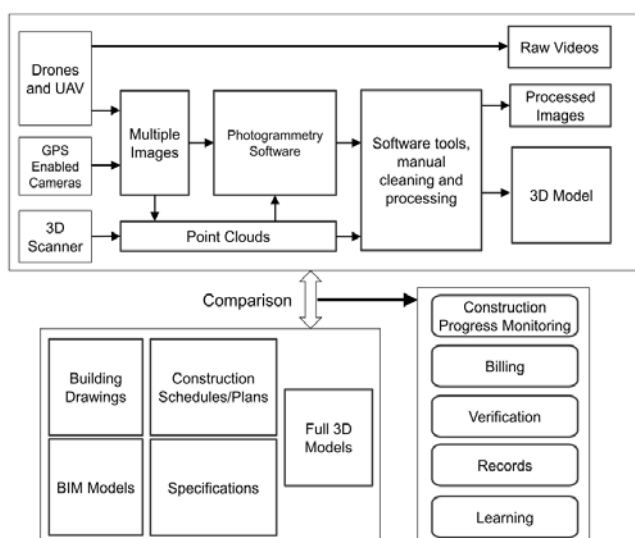 Drones
and UAV
Raw Videos
Processed
Images
Multiple
Images
Photogrammetry
Software
Software tools,
manual
cleaning and
processing
GPS
Enabled
Cameras
3D Model
3D
Scanner
Point Clouds
Comparison
Construction
Progress Monitoring
Billing
Verification
Records
Learning
Building
Drawings
Construction
Schedules/Plans
Full 3D
Models
BIM Models
Specifications